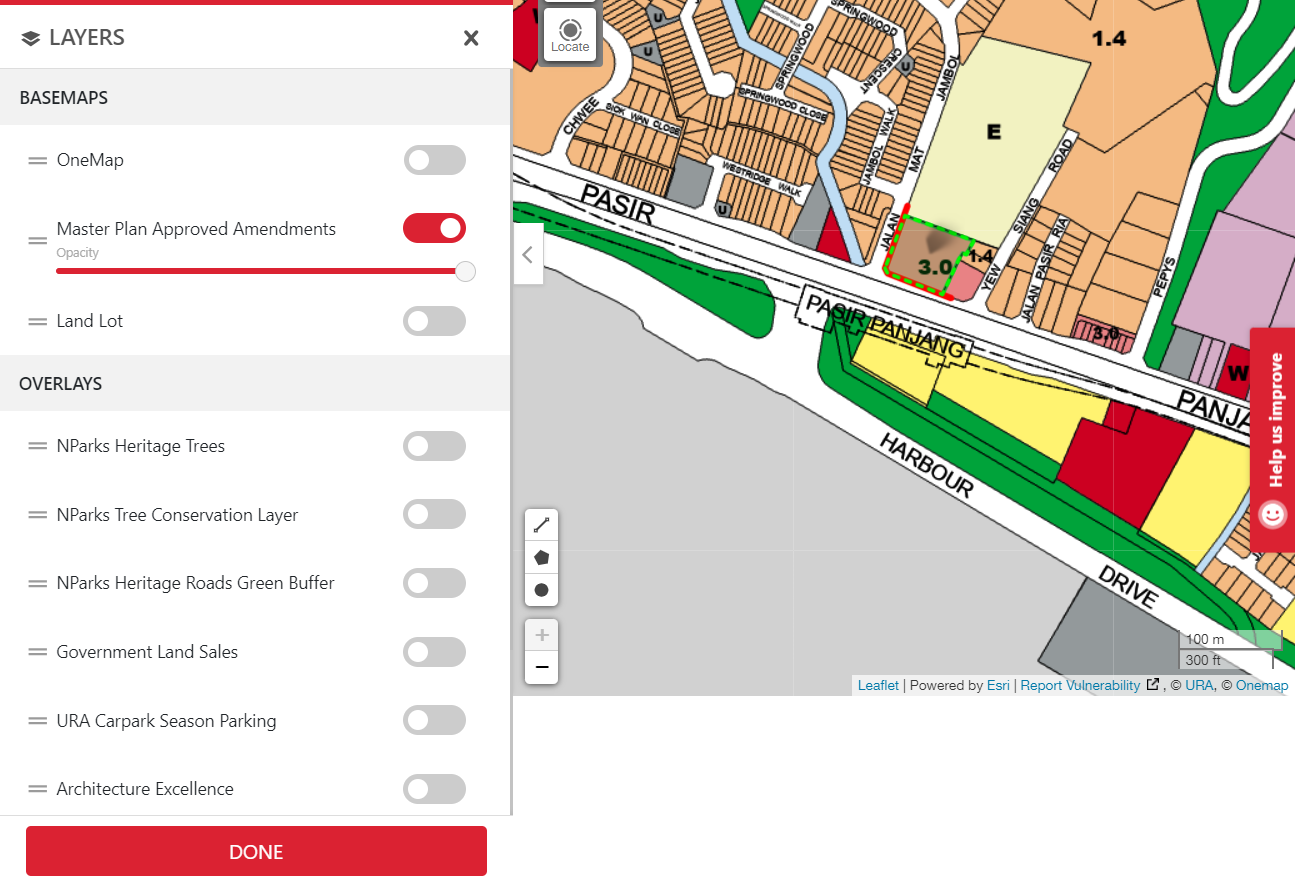 LAYERS
BASEMAPS
OneMap
Master Plan Approved Amendments
Opacity
Land Lot
OVERLAYS
NParks Heritage Trees
NParks Tree Conservation Layer
NParks Heritage Roads Green Buffer
Government Land Sales
URA Carpark Season Parking
Architecture Excellence
DONE
Locate
U
U
U
U
SPRINGWOOD
SPRINGWOOD
CRESCENT
SPRINGWOOD CLOSE
CHWEE
SICK WAN CLOSE
WESTRIDGE WALK
JAMBOL WALK
JALAN
MAT
JAMBOL
1.4
E
YEW
SIANG
ROAD
JALAN PASIR RIA
PEPYS
3.0
1.4
3.0
W
PASIR
PASIR PANJANG
PANJA
HARBOUR
DRIVE
Help us improve
+
−
100 m
300 ft
Leaflet | Powered by Esri | Report Vulnerability , © URA, © Onemap